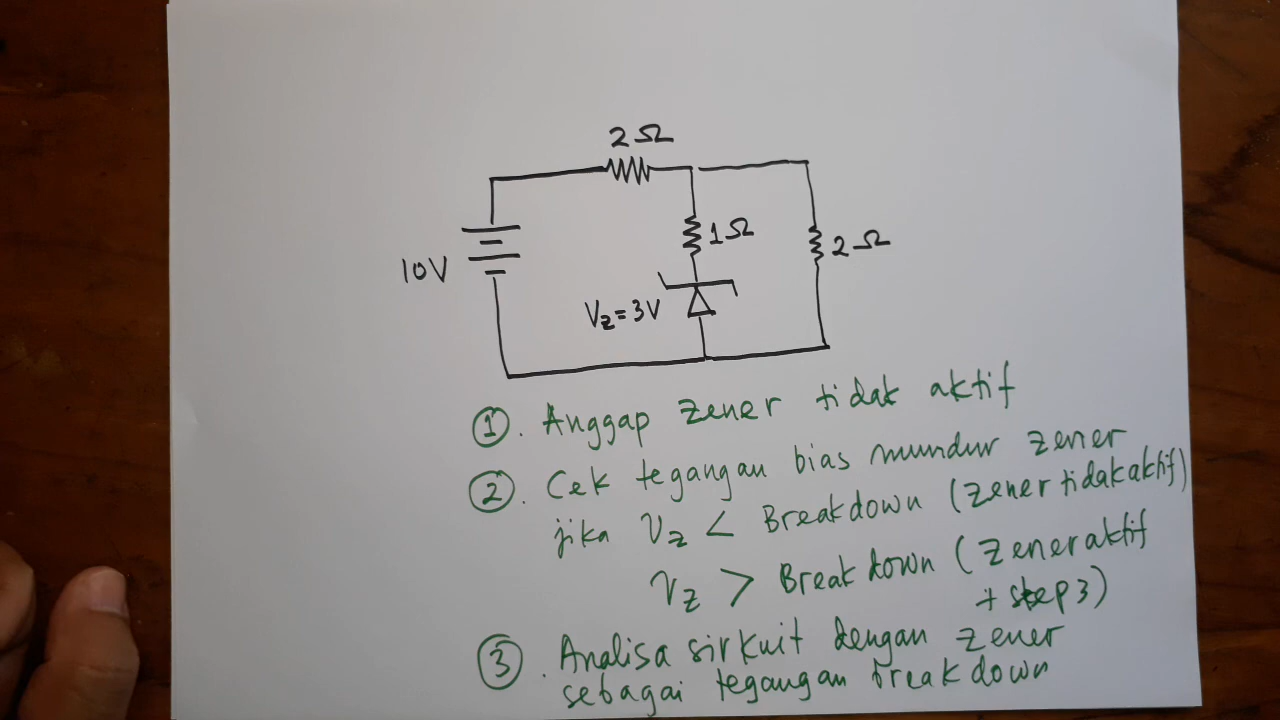 2Ω
1Ω
2Ω
10V
Vz=3V
①. Anggap zener tidak aktif
②. Cek tegangan bias mundur zener
jika Vz < Breakdown (zener tidak aktif)
Vz > Breakdown (zener aktif
+ step 3)
③. Analisa sirkuit dengan zener
sebagai tegangan breakdown